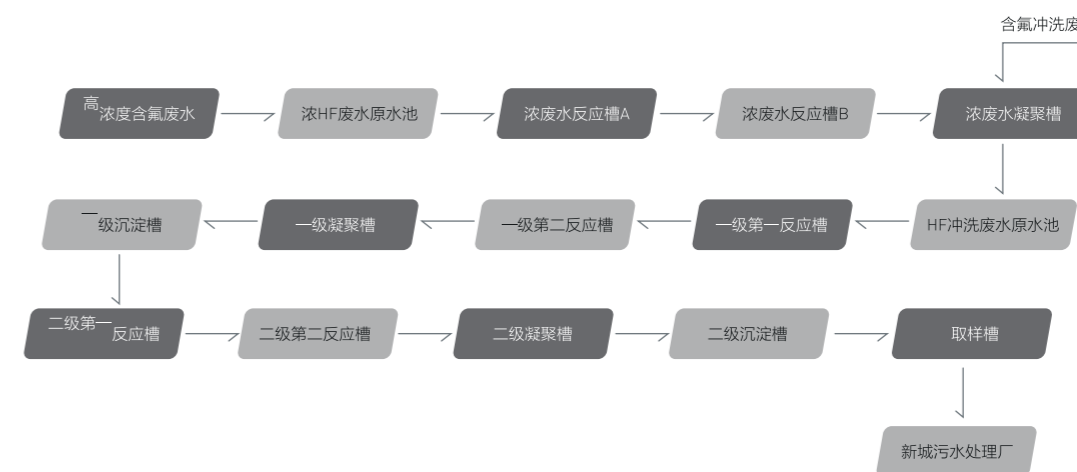 含氟冲洗废
高浓度含氟废水
浓HF废水原水池
浓废水反应槽A
浓废水反应槽B
浓废水凝聚槽
HF冲洗废水原水池
一级第一反应槽
一级第二反应槽
一级凝聚槽
一级沉淀槽
二级第一反应槽
二级第二反应槽
二级凝聚槽
二级沉淀槽
取样槽
新城污水处理厂